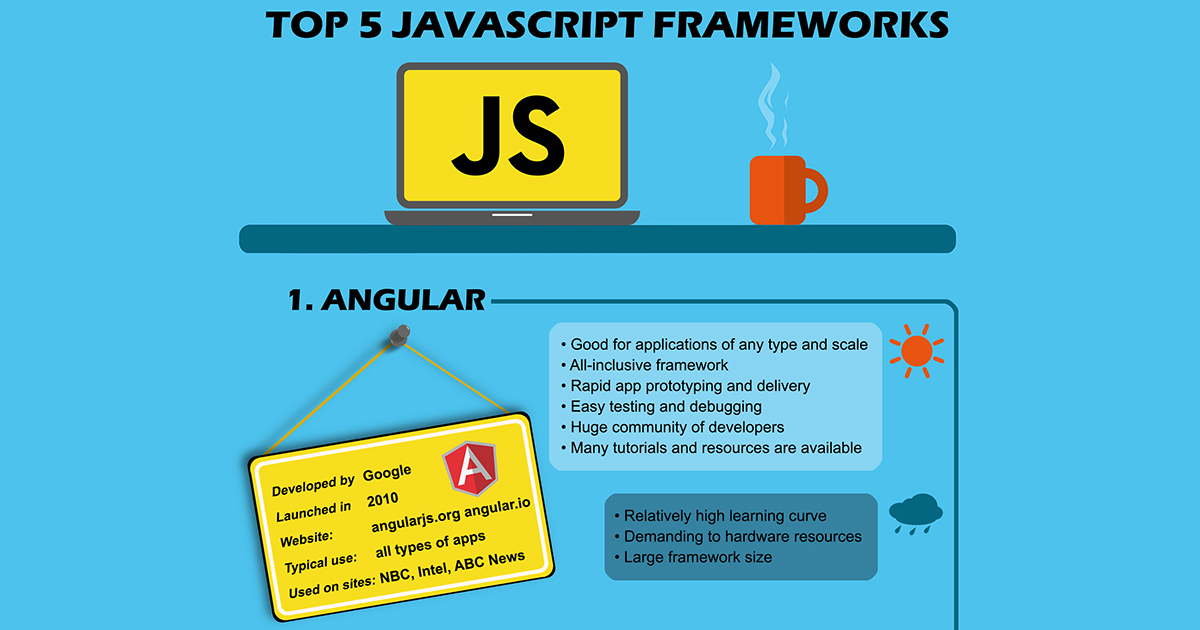 TOP 5 JAVASCRIPT FRAMEWORKS
JS
1. ANGULAR
• Good for applications of any type and scale
• All-inclusive framework
• Rapid app prototyping and delivery
• Easy testing and debugging
• Huge community of developers
• Many tutorials and resources are available
A
Developed by Google
Launched in 2010
Website: angularjs.org angular.io
Typical use: all types of apps
Used on sites: NBC, Intel, ABC News
• Relatively high learning curve
• Demanding to hardware resources
• Large framework size